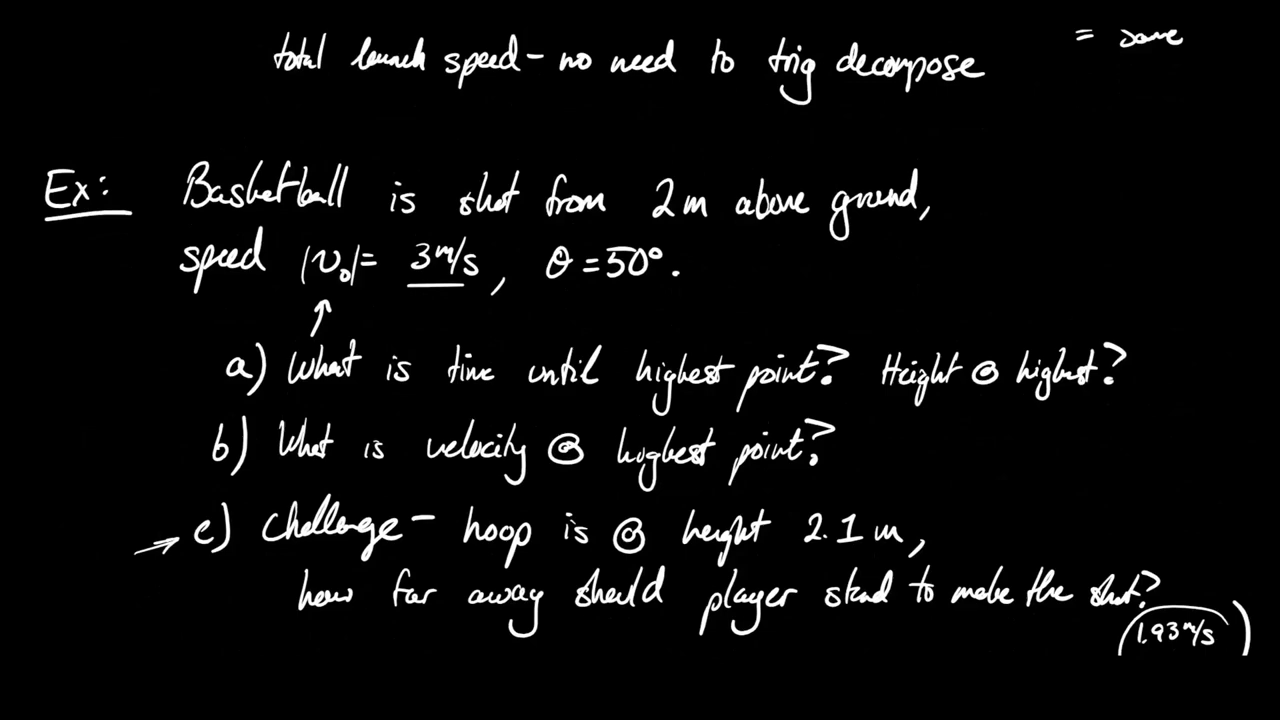 = same
total launch speed - no need to trig decompose
Ex: Basketball is shot from 2m above ground,
speed |v₀| = 3 m/s, θ = 50°.
a) What is time until highest point? Height @ highest?
b) What is velocity @ highest point?
c) Challenge - hoop is @ height 2.1 m,
how far away should player stand to make the shot?
(1.93 m/s)